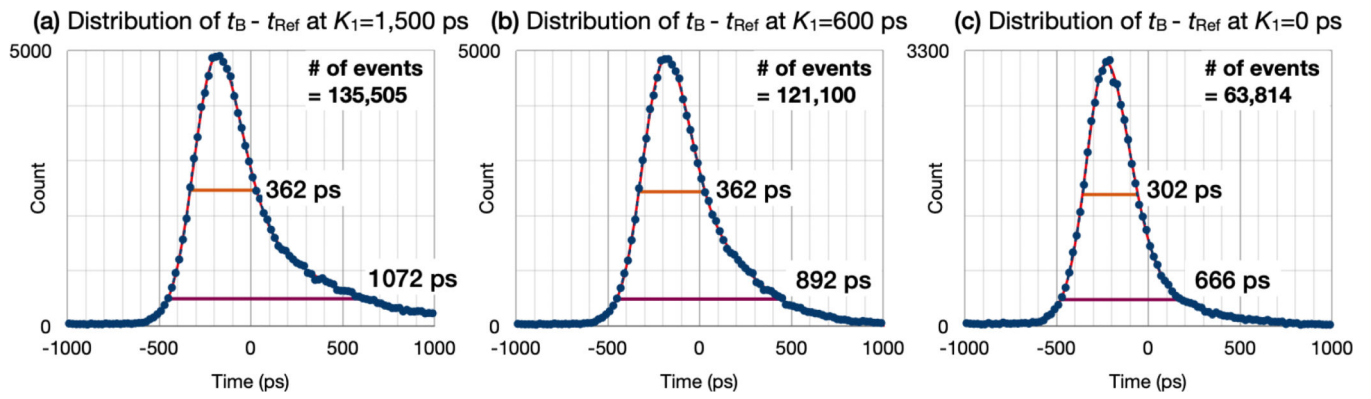 (a) Distribution of tB - tRef at K1=1,500 ps
5000
# of events
= 135,505
Count
362 ps
1072 ps
0
-1000 -500 0 500 1000
Time (ps)
(b) Distribution of tB - tRef at K1=600 ps
5000
# of events
= 121,100
Count
362 ps
892 ps
0
-1000 -500 0 500 1000
Time (ps)
(c) Distribution of tB - tRef at K1=0 ps
3300
# of events
= 63,814
Count
302 ps
666 ps
0
-1000 -500 0 500 1000
Time (ps)